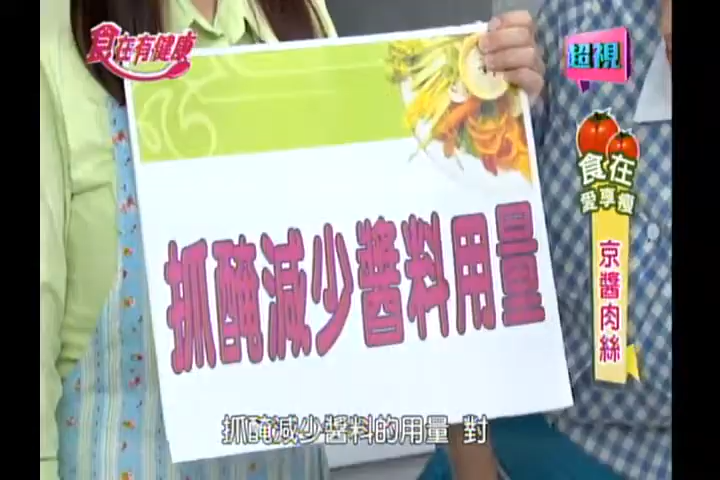 食在有健康
超視
食在
愛享瘦
京醬肉絲
抓醃減少醬料用量
抓醃減少醬料的用量 對